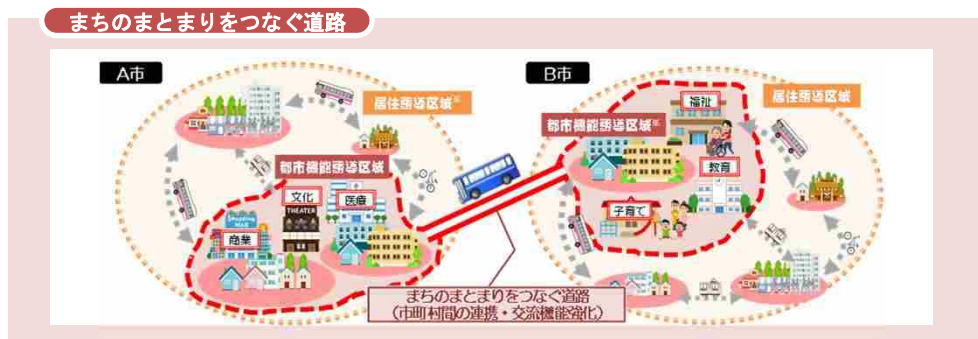 まちのまとまりをつなぐ道路
A市
B市
居住誘導区域※
居住誘導区域
福祉
都市機能誘導区域※
都市機能誘導区域
教育
文化
医療
THEATER
子育て
Shopping
MALL
商業
まちのまとまりをつなぐ道路
(市町村間の連携・交流機能強化)